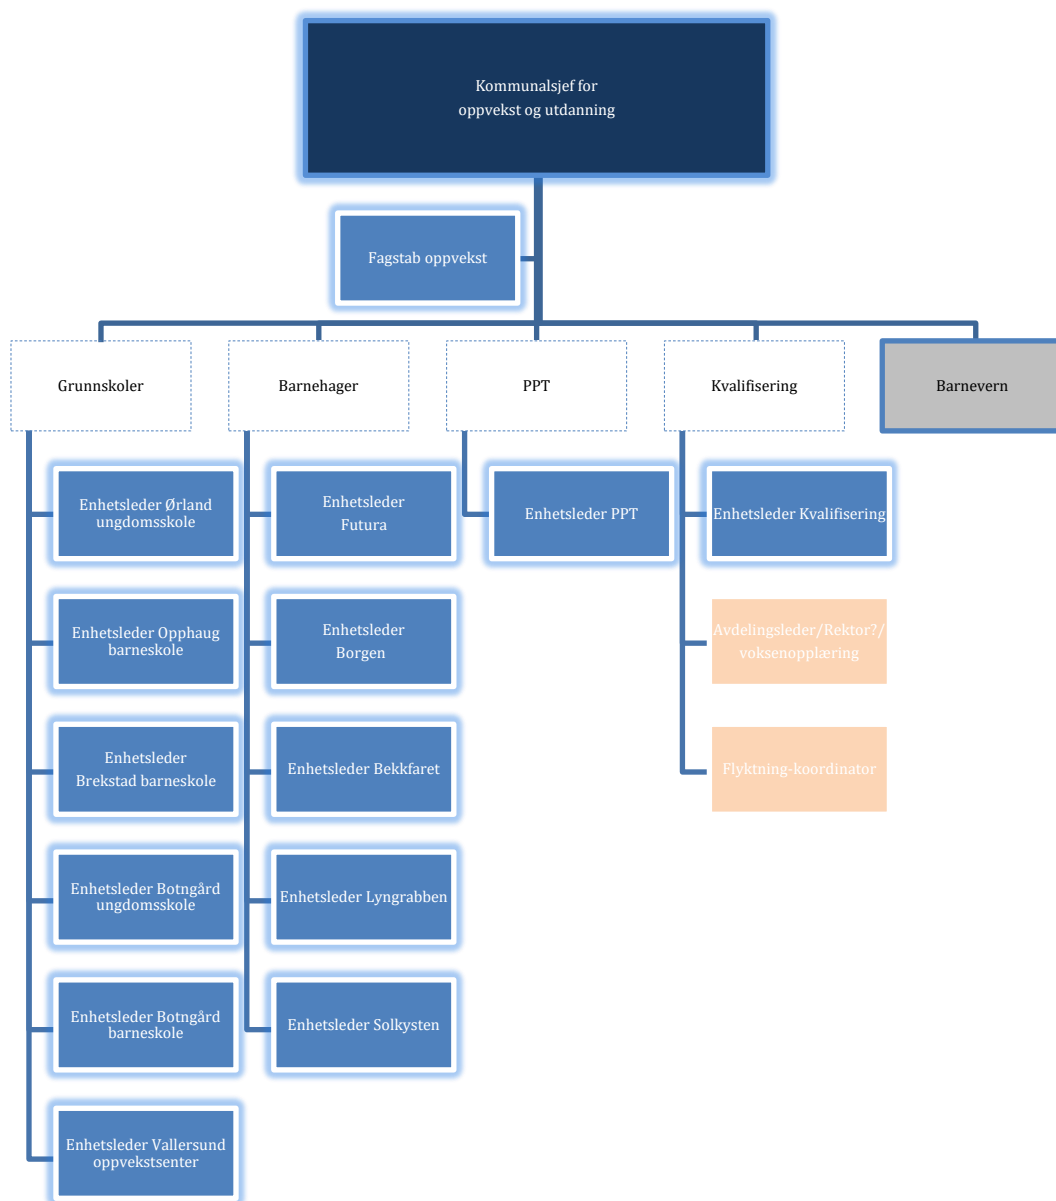 Kommunalsjef for
oppvekst og utdanning
Fagstab oppvekst
Grunnskoler
Barnehager
PPT
Kvalifisering
Barnevern
Enhetsleder Ørland
ungdomsskole
Enhetsleder
Futura
Enhetsleder PPT
Enhetsleder Kvalifisering
Enhetsleder Opphaug
barneskole
Enhetsleder
Borgen
Avdelingsleder/Rektor?/
voksenopplæring
Enhetsleder
Brekstad barneskole
Enhetsleder Bekkfaret
Flyktning-koordinator
Enhetsleder Botngård
ungdomsskole
Enhetsleder Lyngrabben
Enhetsleder Botngård
barneskole
Enhetsleder Solkysten
Enhetsleder Vallersund
oppvekstsenter